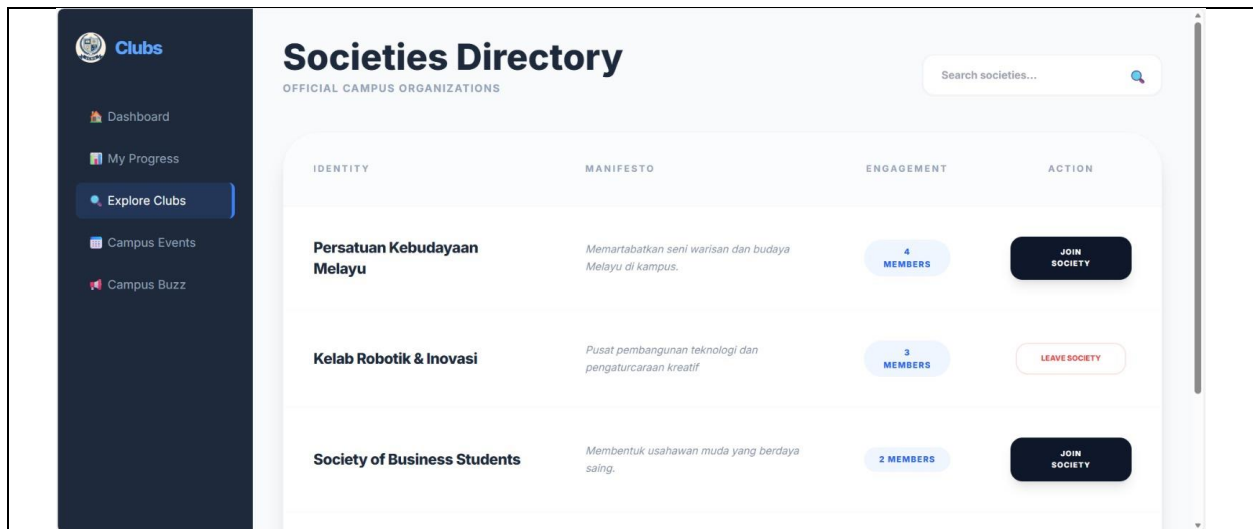 Clubs
Dashboard
My Progress
Explore Clubs
Campus Events
Campus Buzz
Societies Directory
OFFICIAL CAMPUS ORGANIZATIONS
Search societies...
IDENTITY
MANIFESTO
ENGAGEMENT
ACTION
Persatuan Kebudayaan
Melayu
Memartabatkan seni warisan dan budaya
Melayu di kampus.
4
MEMBERS
JOIN
SOCIETY
Kelab Robotik & Inovasi
Pusat pembangunan teknologi dan
pengaturcaraan kreatif
3
MEMBERS
LEAVE SOCIETY
Society of Business Students
Membentuk usahawan muda yang berdaya
saing.
2 MEMBERS
JOIN
SOCIETY